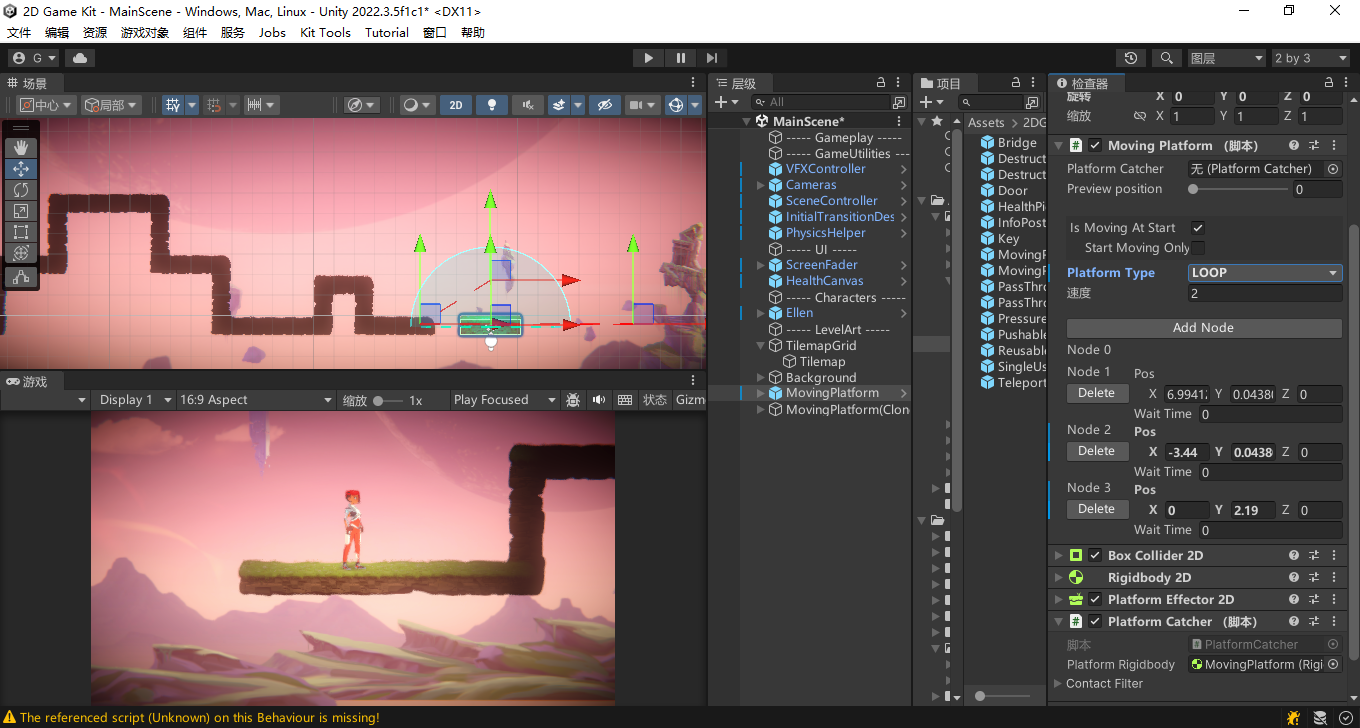 2D Game Kit - MainScene - Windows, Mac, Linux - Unity 2022.3.5f1c1* <DX11>
文件 编辑 资源 游戏对象 组件 服务 Jobs Kit Tools Tutorial 窗口 帮助
G
图层 2 by 3
场景
中心 局部 2D
层级
All
MainScene*
----- Gameplay -----
----- GameUtilities ---
VFXController
Cameras
SceneController
InitialTransitionDes
PhysicsHelper
----- UI -----
ScreenFader
HealthCanvas
----- Characters -----
Ellen
----- LevelArt -----
TilemapGrid
Tilemap
Background
MovingPlatform
MovingPlatform(Clon
项目
Assets > 2DG
Bridge
Destruct
Destruct
Door
HealthPi
InfoPost
Key
MovingP
MovingP
PassThro
PassThro
Pressure
Pushable
Reusable
SingleUs
Teleport
检查器
旋转 X 0 Y 0 Z 0
缩放 X 1 Y 1 Z 1
# Moving Platform （脚本）
Platform Catcher 无 (Platform Catcher)
Preview position 0
Is Moving At Start
Start Moving Only
Platform Type LOOP
速度 2
Add Node
Node 0
Node 1 Pos
Delete X 6.9941 Y 0.0438 Z 0
Wait Time 0
Node 2 Pos
Delete X -3.44 Y 0.0438 Z 0
Wait Time 0
Node 3 Pos
Delete X 0 Y 2.19 Z 0
Wait Time 0
Box Collider 2D
Rigidbody 2D
Platform Effector 2D
# Platform Catcher （脚本）
脚本 # PlatformCatcher
Platform Rigidbody MovingPlatform (Rigi
Contact Filter
游戏
Display 1 16:9 Aspect 缩放 1x Play Focused 状态 Gizm
The referenced script (Unknown) on this Behaviour is missing!